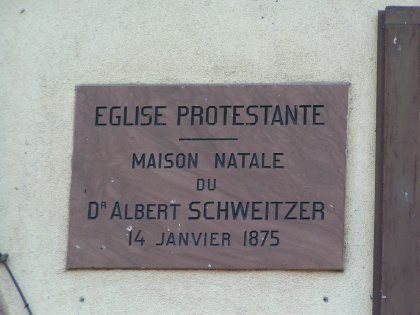 EGLISE PROTESTANTE
MAISON NATALE
DU
DR ALBERT SCHWEITZER
14 JANVIER 1875